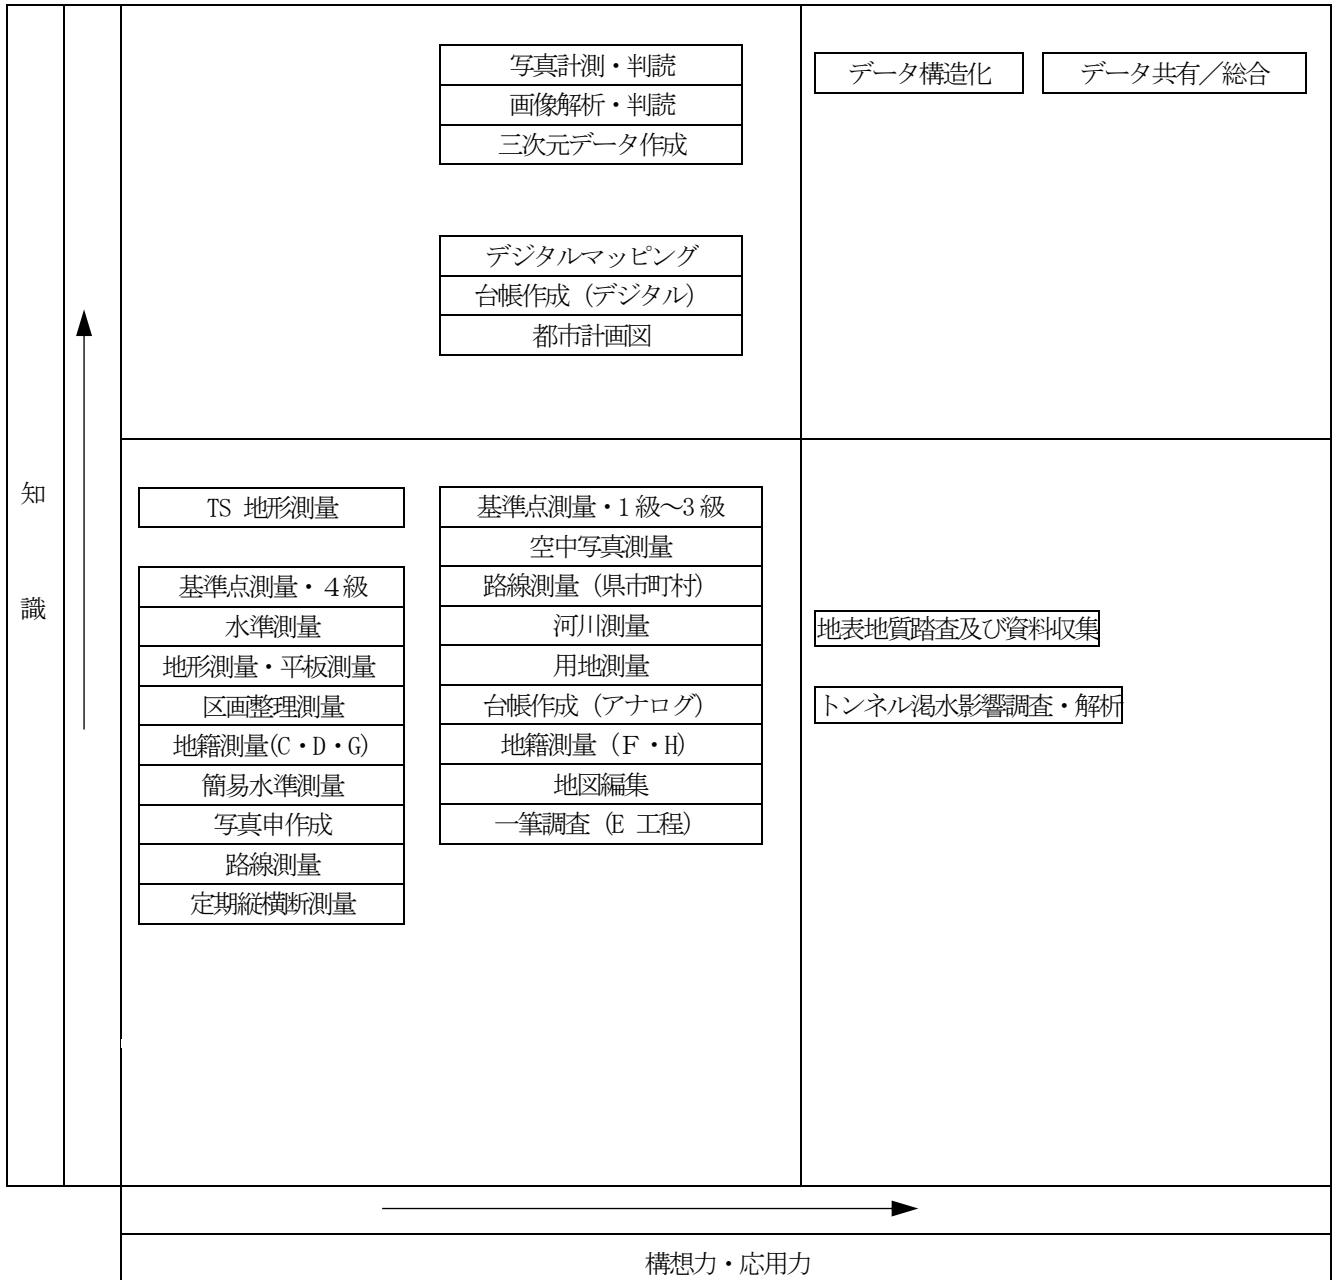 写真計測・判読
画像解析・判読
三次元データ作成
データ構造化
データ共有／総合
デジタルマッピング
台帳作成（デジタル）
都市計画図
知
識
TS 地形測量
基準点測量・４級
水準測量
地形測量・平板測量
区画整理測量
地籍測量(C・D・G)
簡易水準測量
写真申作成
路線測量
定期縦横断測量
基準点測量・1級～3級
空中写真測量
路線測量（県市町村）
河川測量
用地測量
台帳作成（アナログ）
地籍測量（Ｆ・H）
地図編集
一筆調査（E 工程）
地表地質踏査及び資料収集
トンネル渇水影響調査・解析
構想力・応用力